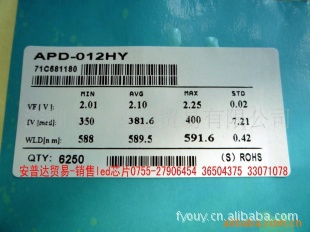 APD-012HY
71C681180
MIN AVG MAX STD
VF[V] 2.01 2.10 2.25 0.02
IV[mcd] 350 381.6 400 7.21
WLD[nm] 588 589.5 591.6 0.42
QTY: 6250 (S) ROHS
安普达贸易-销售led芯片0755-27906454 36504375 33071078
fyouy.cn.alibaba.com